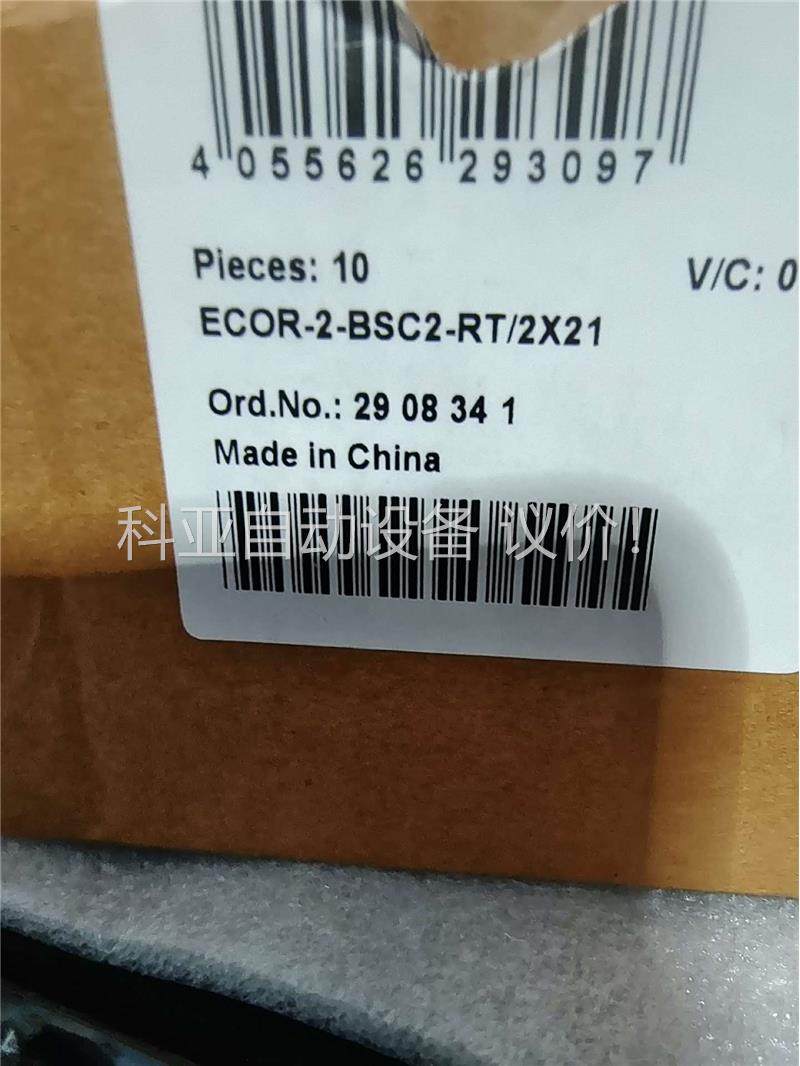 4 055626 293097
Pieces: 10
V/C: 0
ECOR-2-BSC2-RT/2X21
Ord.No.: 29 08 34 1
Made in China
科亚自动设备 议价！